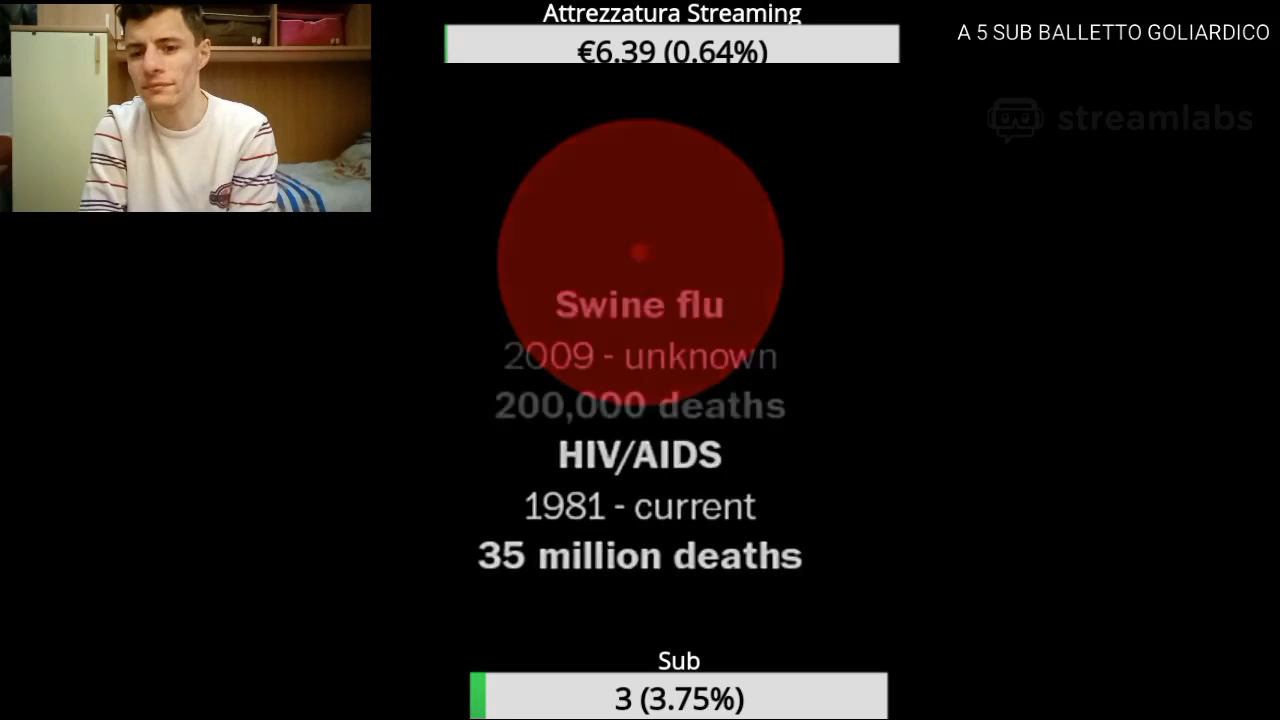 Attrezzatura Streaming
€6.39 (0.64%)
A 5 SUB BALLETTO GOLIARDICO
streamlabs
Swine flu
2009 - unknown
200,000 deaths
HIV/AIDS
1981 - current
35 million deaths
Sub
3 (3.75%)